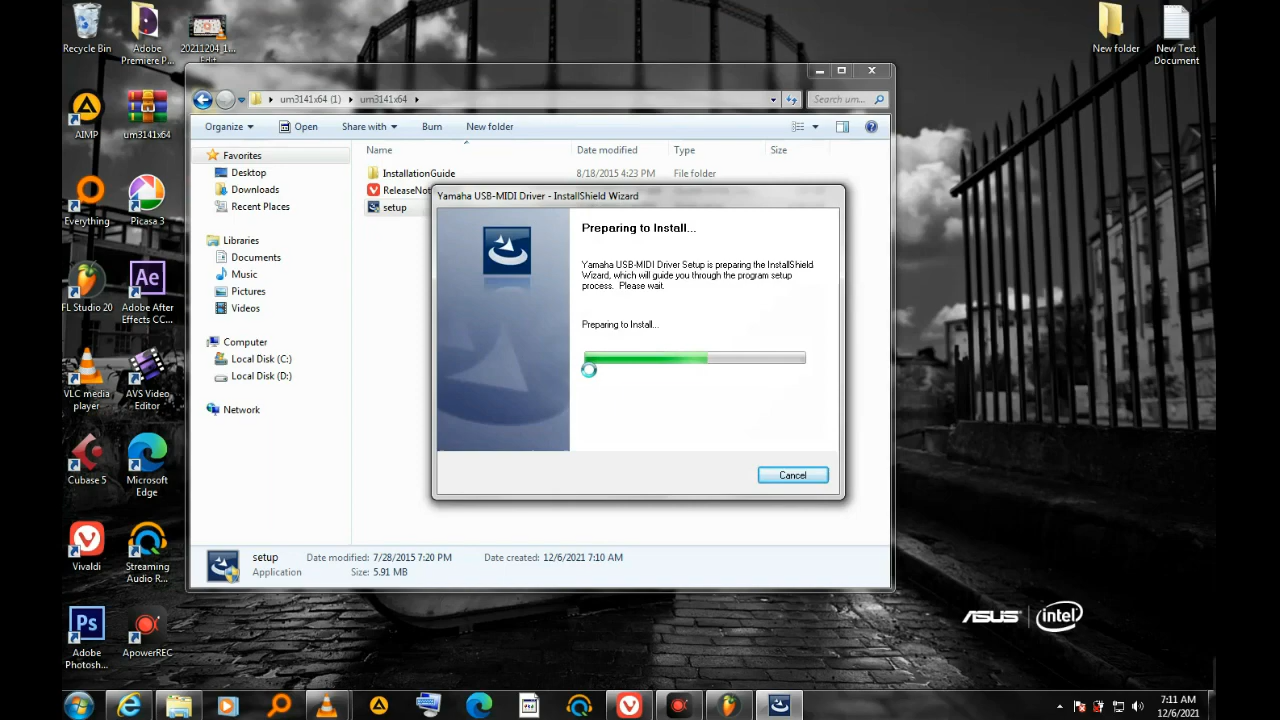 Recycle Bin
Adobe
Premiere P...
20211204_1...
Edit
New folder
New Text
Document
AIMP
um3141x64
Everything
Picasa 3
FL Studio 20
Ae
Adobe After
Effects CC...
VLC media
player
AVS Video
Editor
Cubase 5
Microsoft
Edge
Vivaldi
Streaming
Audio R...
Ps
Adobe
Photosh...
ApowerREC
um3141x64 (1)
um3141x64
Search um...
Organize
Open
Share with
Burn
New folder
Favorites
Desktop
Downloads
Recent Places
Libraries
Documents
Music
Pictures
Videos
Computer
Local Disk (C:)
Local Disk (D:)
Network
Name
Date modified
Type
Size
InstallationGuide
8/18/2015 4:23 PM
File folder
ReleaseNot
setup
Yamaha USB-MIDI Driver - InstallShield Wizard
Preparing to Install...
Yamaha USB-MIDI Driver Setup is preparing the InstallShield
Wizard, which will guide you through the program setup
process. Please wait.
Preparing to Install...
Cancel
setup
Date modified: 7/28/2015 7:20 PM
Date created: 12/6/2021 7:10 AM
Application
Size: 5.91 MB
ASUS
intel
7:11 AM
12/6/2021